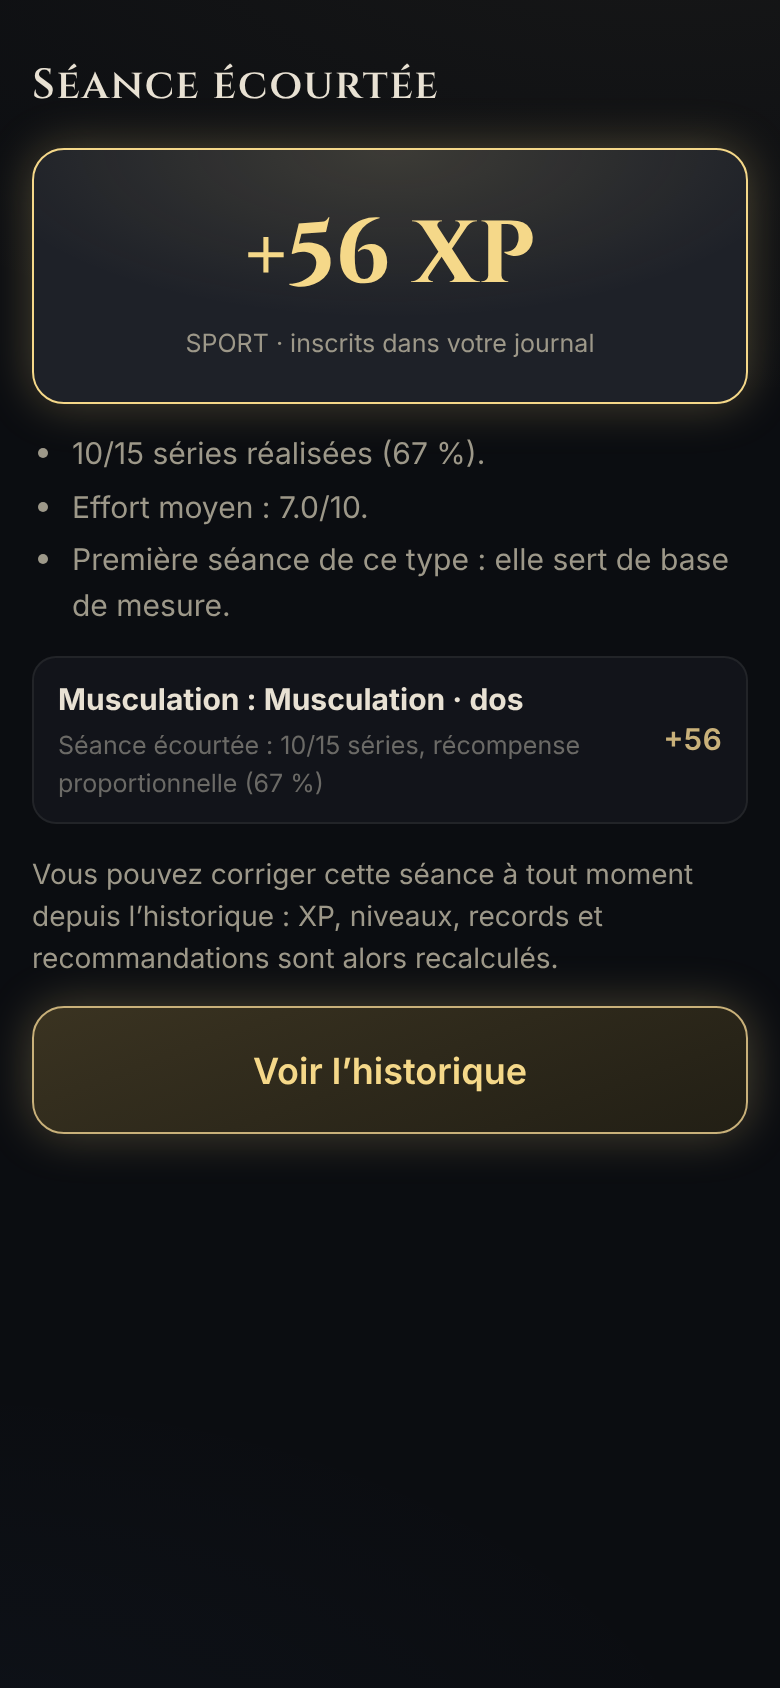 Séance écourtée
+56 XP
SPORT · inscrits dans votre journal
• 10/15 séries réalisées (67 %).
• Effort moyen : 7.0/10.
• Première séance de ce type : elle sert de base
de mesure.
Musculation : Musculation · dos
Séance écourtée : 10/15 séries, récompense
proportionnelle (67 %)
+56
Vous pouvez corriger cette séance à tout moment
depuis l’historique : XP, niveaux, records et
recommandations sont alors recalculés.
Voir l’historique